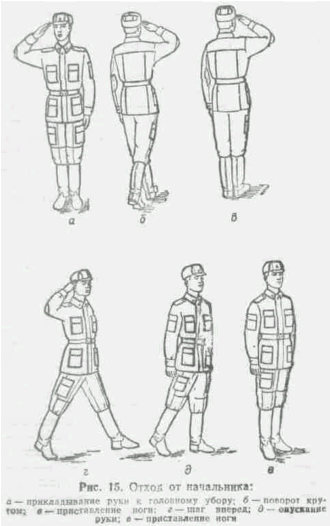 а
б
в
г
д
е
Рис. 15. Отход от начальника:
а — прикладывание руки к головному убору; б — поворот кру-
гом; в — приставление ноги; г — шаг вперед; д — опускание
руки; е — приставление ноги